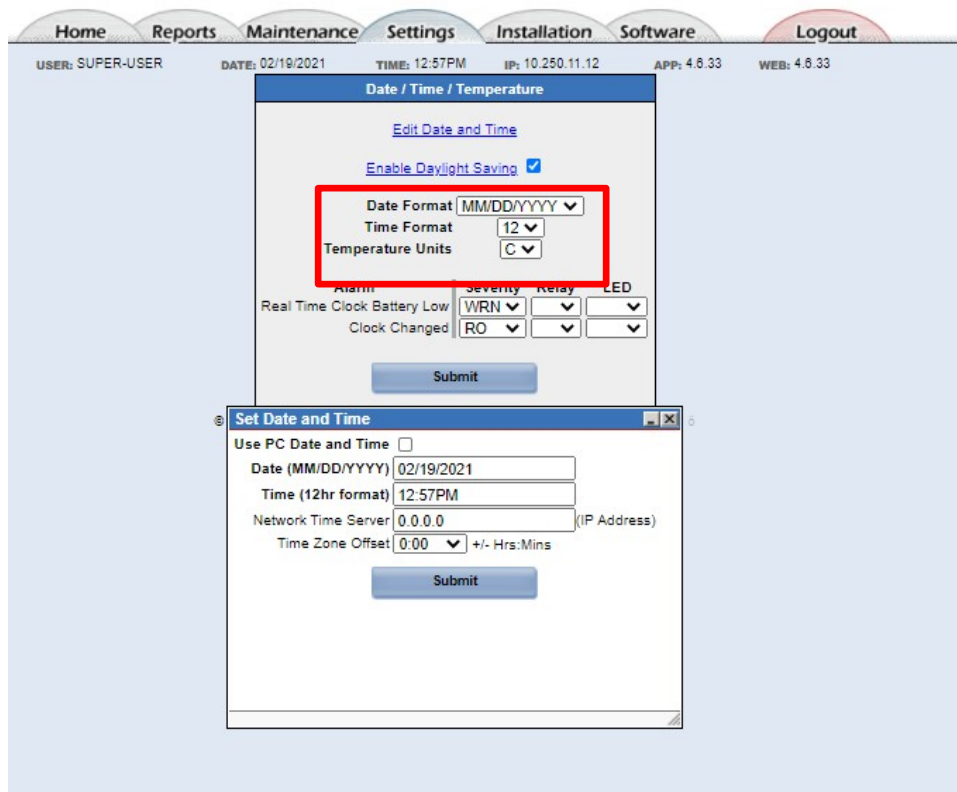 Home Reports Maintenance Settings Installation Software Logout
USER: SUPER-USER DATE: 02/19/2021 TIME: 12:57PM IP: 10.250.11.12 APP: 4.6.33 WEB: 4.6.33
Date / Time / Temperature
Edit Date and Time
Enable Daylight Saving
Date Format MM/DD/YYYY
Time Format 12
Temperature Units C
Alarm Severity Relay LED
Real Time Clock Battery Low WRN
Clock Changed RO
Submit
©
Set Date and Time
Use PC Date and Time
Date (MM/DD/YYYY) 02/19/2021
Time (12hr format) 12:57PM
Network Time Server 0.0.0.0 (IP Address)
Time Zone Offset 0:00 +/- Hrs:Mins
Submit